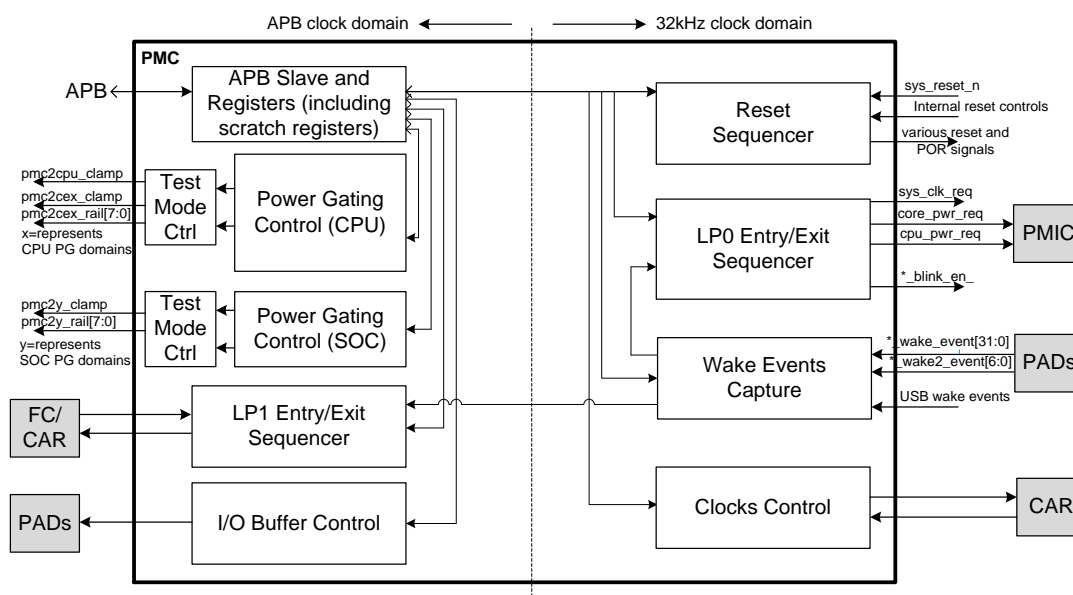 APB clock domain
32kHz clock domain
PMC
APB
APB Slave and
Registers (including
scratch registers)
Reset
Sequencer
sys_reset_n
Internal reset controls
various reset and
POR signals
pmc2cpu_clamp
pmc2cex_clamp
pmc2cex_rail[7:0]
x=represents
CPU PG domains
Test
Mode
Ctrl
Power Gating
Control (CPU)
LP0 Entry/Exit
Sequencer
sys_clk_req
core_pwr_req
cpu_pwr_req
*_blink_en_
PMIC
pmc2y_clamp
pmc2y_rail[7:0]
y=represents
SOC PG domains
Test
Mode
Ctrl
Power Gating
Control (SOC)
Wake Events
Capture
*_wake_event[31:0]
*_wake2_event[6:0]
USB wake events
PADs
FC/
CAR
LP1 Entry/Exit
Sequencer
PADs
I/O Buffer Control
Clocks Control
CAR